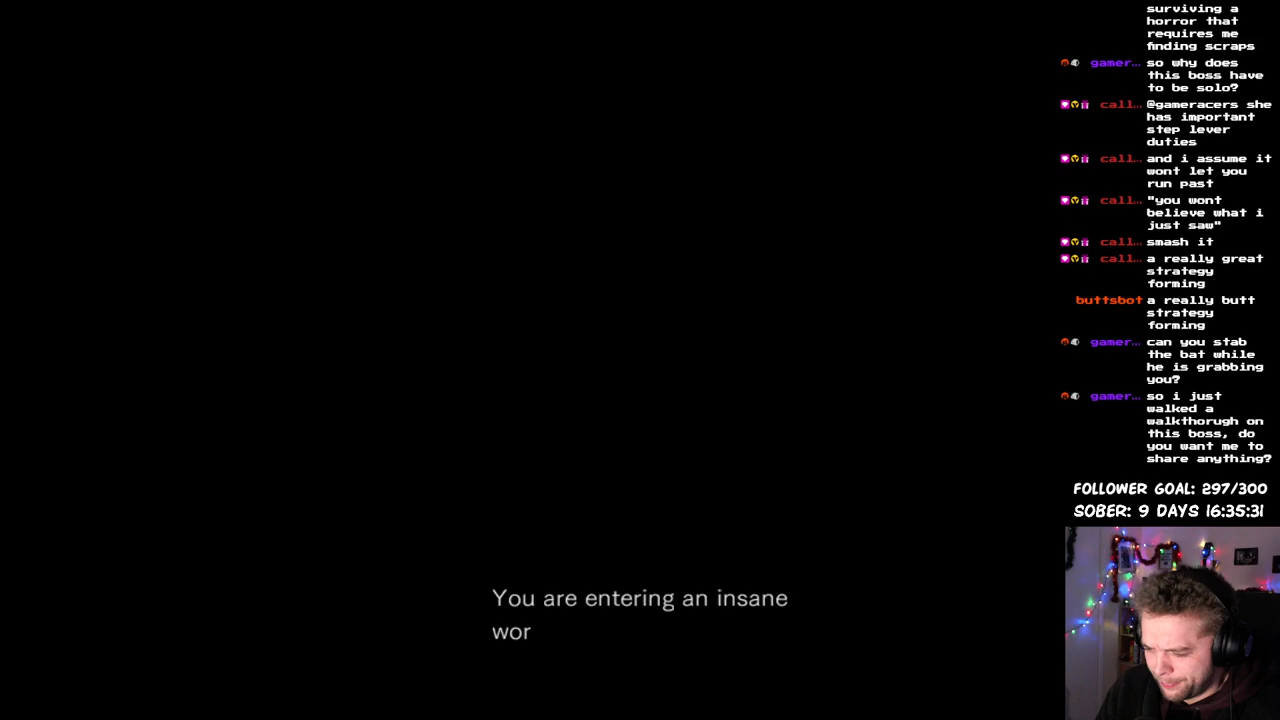 surviving a
horror that
requires me
finding scraps
gamer... so why does
this boss have
to be solo?
call... @gameracers she
has important
step lever
duties
call... and i assume it
wont let you
run past
call... "you wont
believe what i
just saw"
call... smash it
call... a really great
strategy
forming
buttsbot a really butt
strategy
forming
gamer... can you stab
the bat while
he is grabbing
you?
gamer... so i just
walked a
walkthorugh on
this boss, do
you want me to
share anything?
FOLLOWER GOAL: 297/300
SOBER: 9 DAYS 16:35:31
You are entering an insane
wor